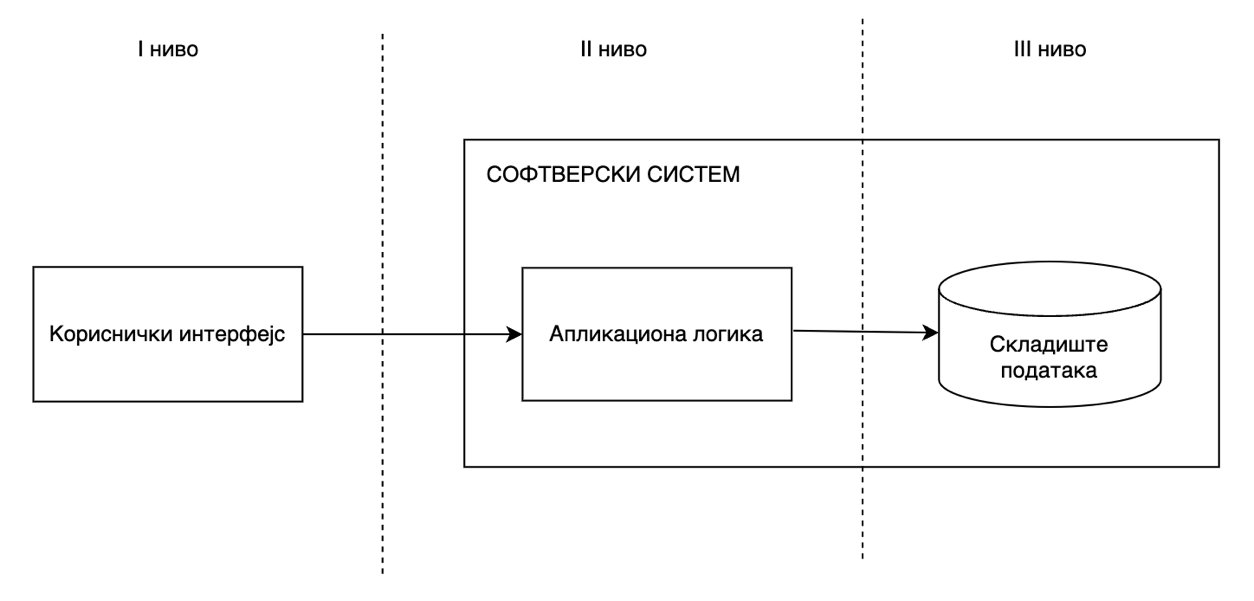 I ниво
II ниво
III ниво
СОФТВЕРСКИ СИСТЕМ
Кориснички интерфејс
Апликациона логика
Складиште
података